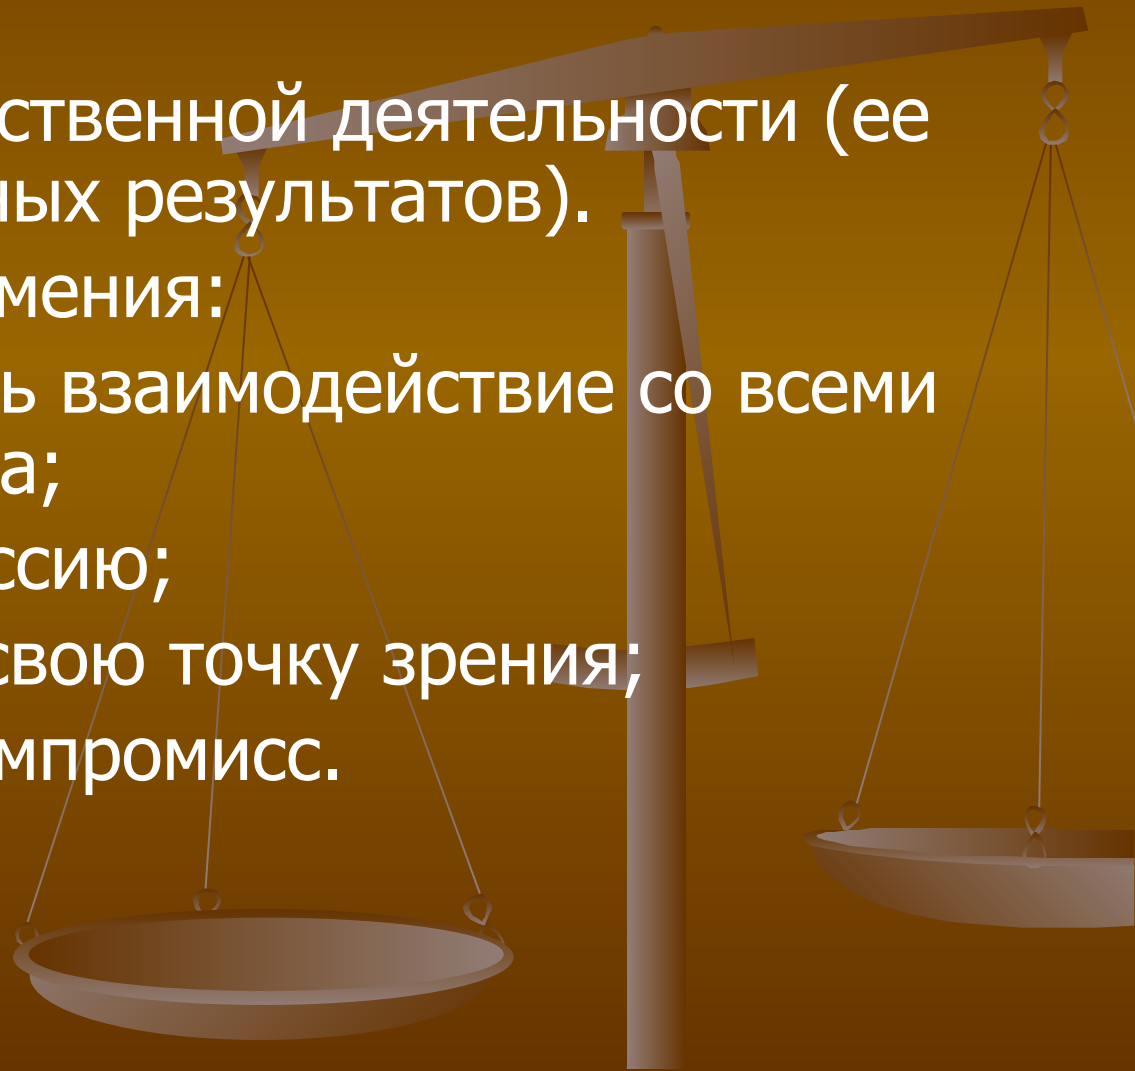 ственной деятельности (ее
ных результатов).
мения:
ь взаимодействие со всеми
а;
ссию;
свою точку зрения;
мпромисс.